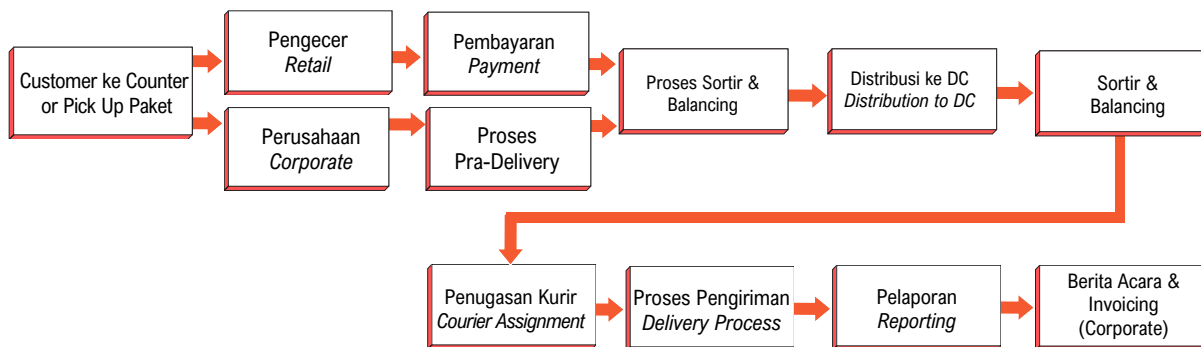 Customer ke Counter
or Pick Up Paket
Pengecer
Retail
Pembayaran
Payment
Perusahaan
Corporate
Proses
Pra-Delivery
Proses Sortir &
Balancing
Distribusi ke DC
Distribution to DC
Sortir &
Balancing
Penugasan Kurir
Courier Assignment
Proses Pengiriman
Delivery Process
Pelaporan
Reporting
Berita Acara &
Invoicing
(Corporate)